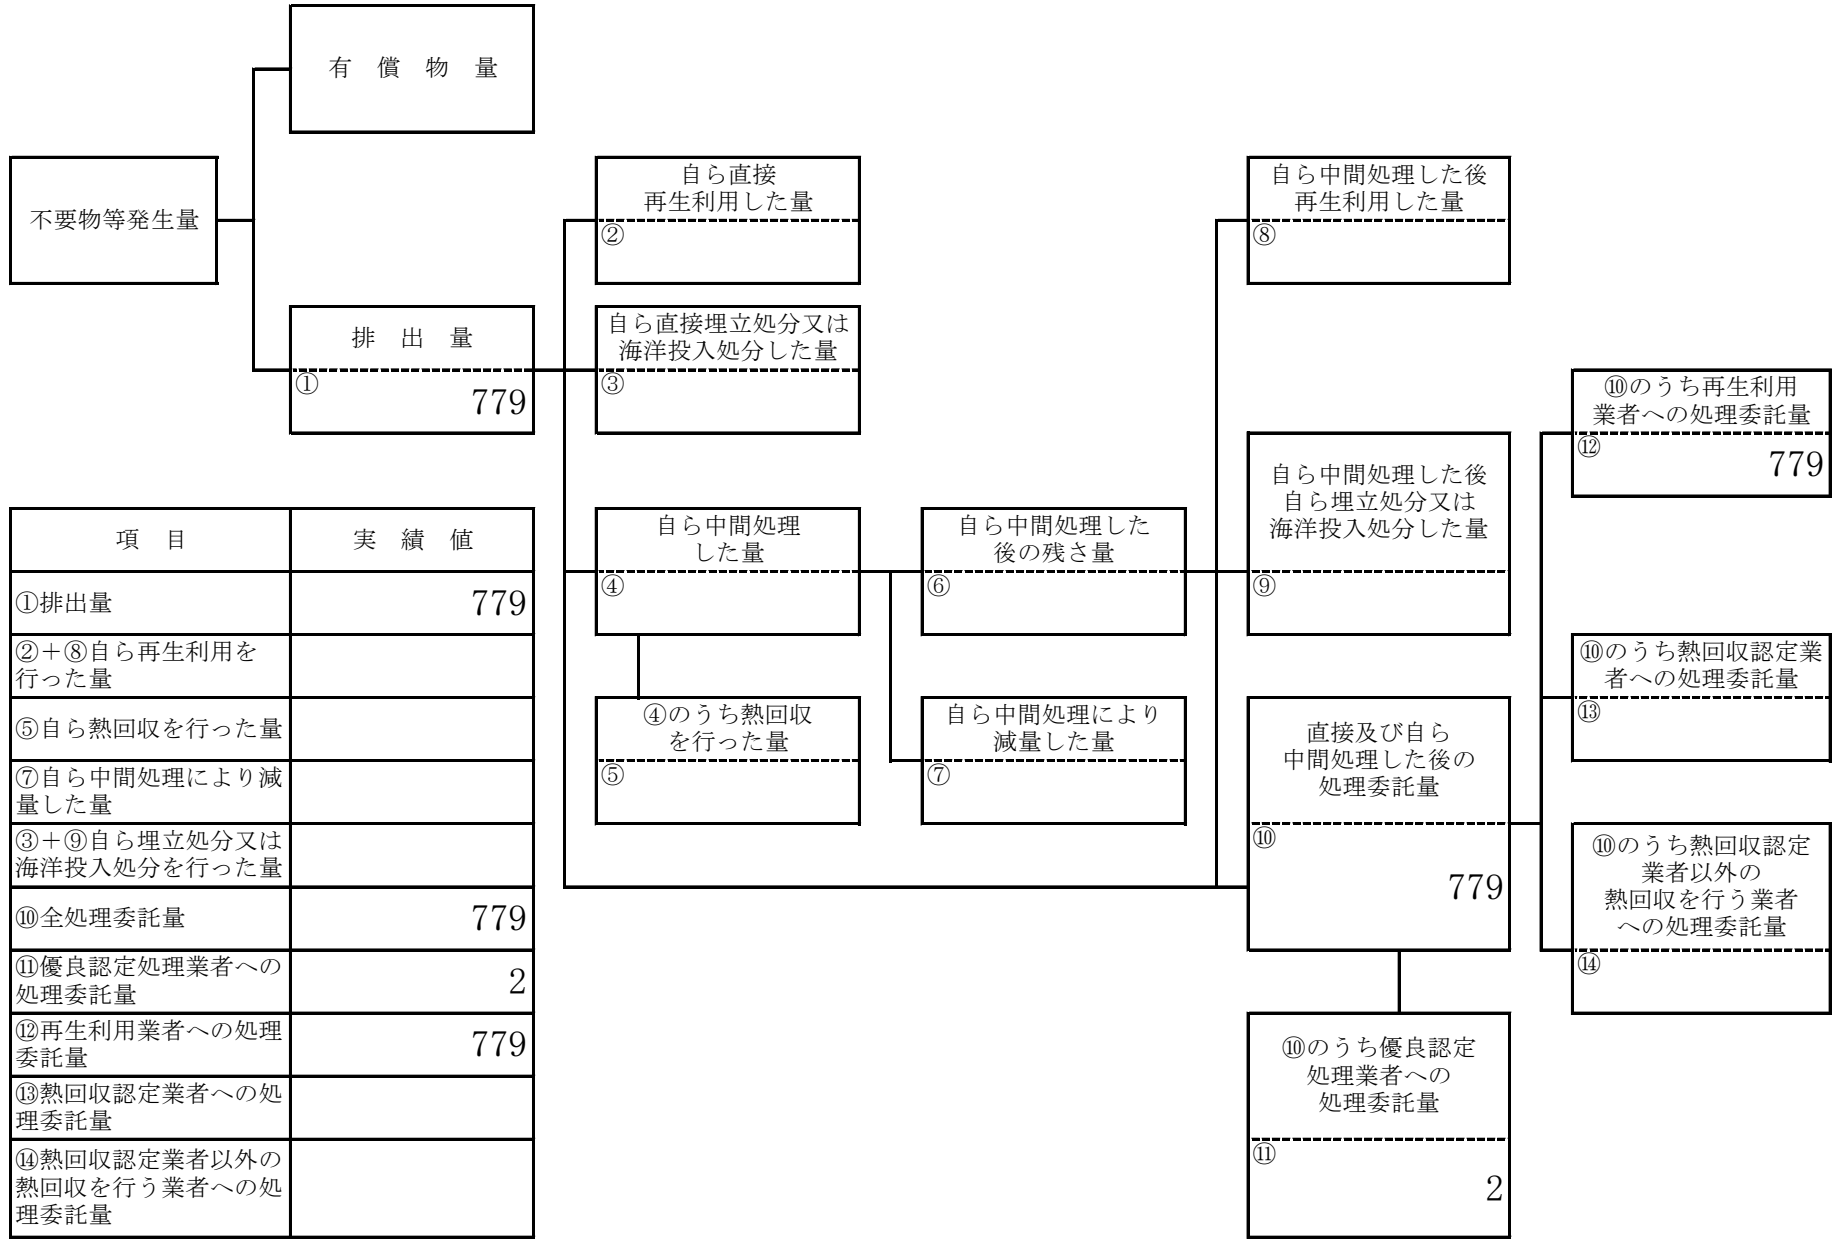 有 償 物 量
不要物等発生量
自ら直接
再生利用した量
②
自ら中間処理した後
再生利用した量
⑧
排 出 量
①
779
自ら直接埋立処分又は
海洋投入処分した量
③
⑩のうち再生利用
業者への処理委託量
⑫
779
自ら中間処理した後
自ら埋立処分又は
海洋投入処分した量
⑨
自ら中間処理
した量
④
自ら中間処理した
後の残さ量
⑥
⑩のうち熱回収認定業
者への処理委託量
⑬
④のうち熱回収
を行った量
⑤
自ら中間処理により
減量した量
⑦
直接及び自ら
中間処理した後の
処理委託量
⑩
779
⑩のうち熱回収認定
業者以外の
熱回収を行う業者
への処理委託量
⑭
⑩のうち優良認定
処理業者への
処理委託量
⑪
2
項 目 実 績 値
①排出量 779
②＋⑧自ら再生利用を
行った量
⑤自ら熱回収を行った量
⑦自ら中間処理により減
量した量
③＋⑨自ら埋立処分又は
海洋投入処分を行った量
⑩全処理委託量 779
⑪優良認定処理業者への
処理委託量 2
⑫再生利用業者への処理
委託量 779
⑬熱回収認定業者への処
理委託量
⑭熱回収認定業者以外の
熱回収を行う業者への処
理委託量